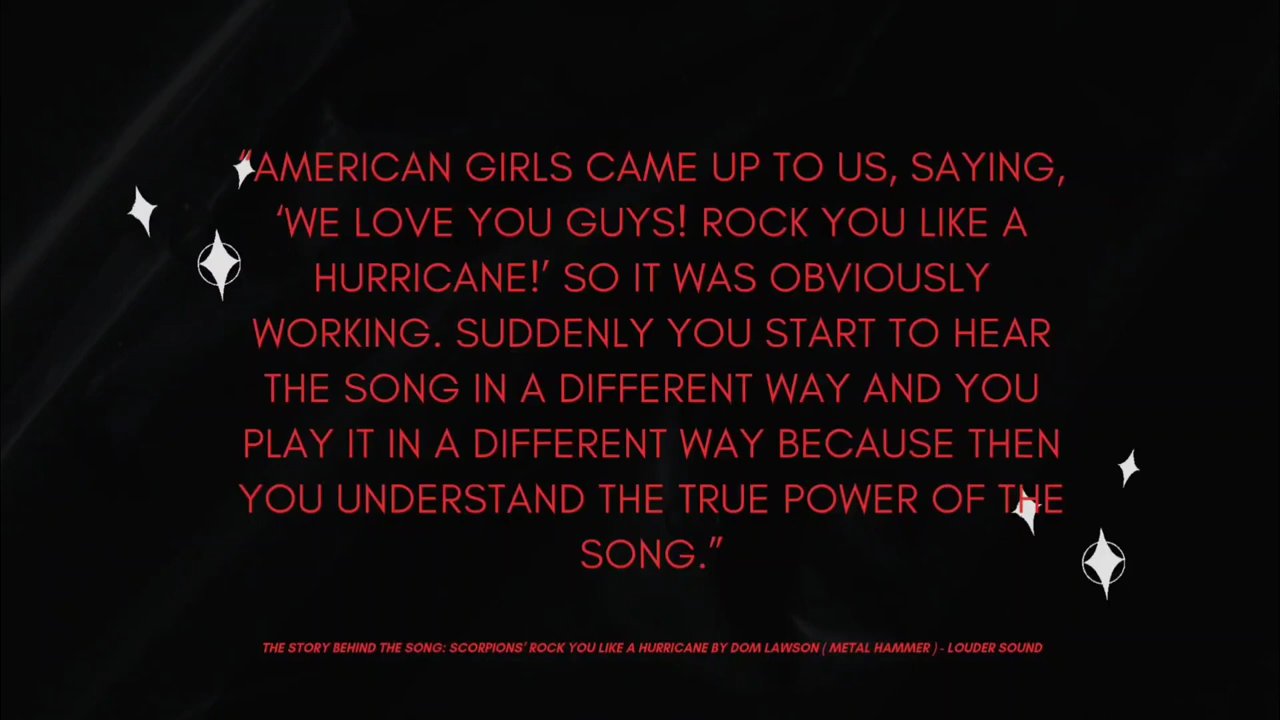 “AMERICAN GIRLS CAME UP TO US, SAYING,
‘WE LOVE YOU GUYS! ROCK YOU LIKE A
HURRICANE!’ SO IT WAS OBVIOUSLY
WORKING. SUDDENLY YOU START TO HEAR
THE SONG IN A DIFFERENT WAY AND YOU
PLAY IT IN A DIFFERENT WAY BECAUSE THEN
YOU UNDERSTAND THE TRUE POWER OF THE
SONG.”
THE STORY BEHIND THE SONG: SCORPIONS’ ROCK YOU LIKE A HURRICANE BY DOM LAWSON ( METAL HAMMER ) - LOUDER SOUND